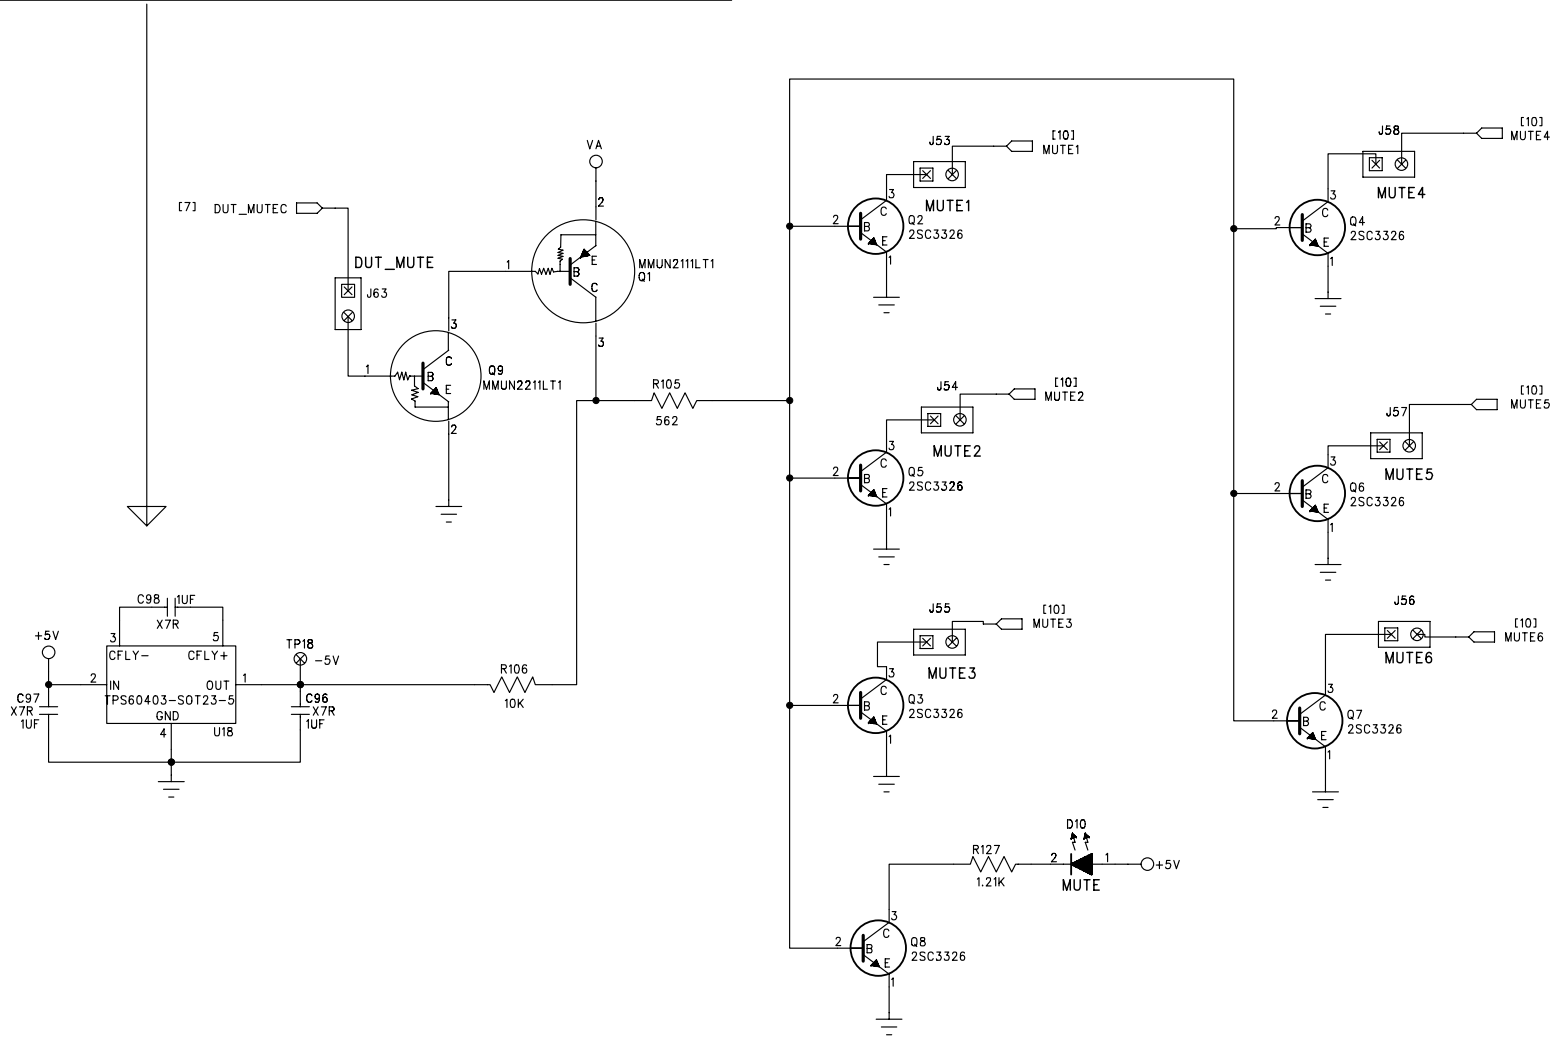 [7] DUT_MUTEC
DUT_MUTE
J63
1
3
B
C
E
Q9
MMUN2211LT1
2
VA
2
1
B
E
C
MMUN2111LT1
Q1
3
R105
562
C98
1UF
X7R
3
5
+5V
CFLY-
CFLY+
2
IN
OUT
1
TPS60403-SOT23-5
GND
4
U18
C97
X7R
1UF
TP18
-5V
C96
X7R
1UF
R106
10K
J53
[10]
MUTE1
MUTE1
3
C
2
B
E
1
Q2
2SC3326
J54
[10]
MUTE2
MUTE2
3
C
2
B
E
1
Q5
2SC3326
J55
[10]
MUTE3
MUTE3
3
C
2
B
E
1
Q3
2SC3326
D10
R127
1.21K
2
1
+5V
MUTE
3
C
2
B
E
1
Q8
2SC3326
J58
[10]
MUTE4
MUTE4
3
C
2
B
E
1
Q4
2SC3326
J57
[10]
MUTE5
MUTE5
3
C
2
B
E
1
Q6
2SC3326
J56
[10]
MUTE6
MUTE6
3
C
2
B
E
1
Q7
2SC3326